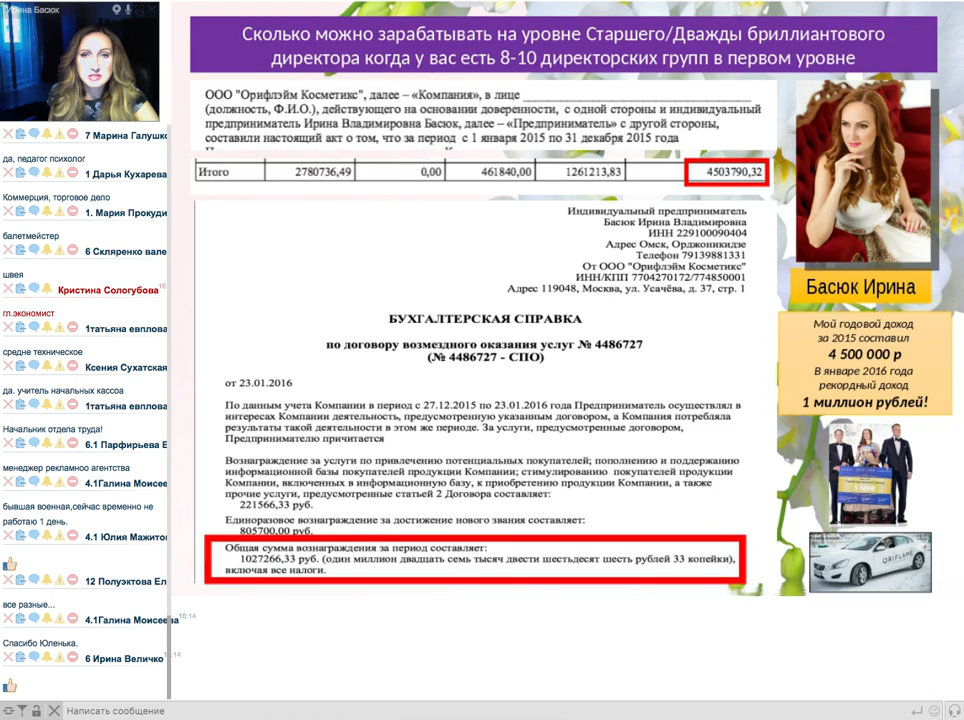 Ирина Басюк
7 Марина Галушко
да, педагог психолог
1 Дарья Кухарева
Коммерция, торговое дело
1. Мария Прокуди
балетмейстер
6 Скляренко вале
швея
Кристина Сологубова
гл.экономист
1татьяна евплова
средне техническое
Ксения Сухатская
да. учитель начальных кассоа
1татьяна евплова
Начальник отдела труда!
6.1 Парфирьева Е
менеджер рекламноо агентства
4.1Галина Моисее
бывшая военная,сейчас временно не
работаю 1 день.
4.1 Юлия Мажито
12 Полуэктова Ел
все разные...
4.1Галина Моисеева 16:14
Спасибо Юленька.
6 Ирина Величко
Написать сообщение
Сколько можно зарабатывать на уровне Старшего/Дважды бриллиантового
директора когда у вас есть 8-10 директорских групп в первом уровне
ООО "Орифлэйм Косметикс", далее – «Компания», в лице
(должность, Ф.И.О.), действующего на основании доверенности, с одной стороны и индивидуальный
предприниматель Ирина Владимировна Басюк, далее – «Предприниматель» с другой стороны,
составили настоящий акт о том, что за период с 1 января 2015 по 31 декабря 2015 года
Итого 2780736,49 0,00 461840,00 1261213,83 4503790,32
Индивидуальный предприниматель
Басюк Ирина Владимировна
ИНН 229100090404
Адрес Омск, Орджоникидзе
Телефон 79139881331
От ООО "Орифлэйм Косметикс"
ИНН/КПП 7704270172/774850001
Адрес 119048, Москва, ул. Усачёва, д. 37, стр. 1
БУХГАЛТЕРСКАЯ СПРАВКА
по договору возмездного оказания услуг № 4486727
(№ 4486727 - СПО)
от 23.01.2016
По данным учета Компании в период с 27.12.2015 по 23.01.2016 года Предприниматель осуществлял в
интересах Компании деятельность, предусмотренную указанным договором, а Компания потребляла
результаты такой деятельности в этом же периоде. За услуги, предусмотренные договором,
Предпринимателю причитается
Вознаграждение за услуги по привлечению потенциальных покупателей; пополнению и поддержанию
информационной базы покупателей продукции Компании; стимулированию покупателей продукции
Компании, включенных в информационную базу, к приобретению продукции Компании, а также
прочие услуги, предусмотренные статьей 2 Договора составляет:
221566,33 руб.
Единоразовое вознаграждение за достижение нового звания составляет:
805700,00 руб.
Общая сумма вознаграждения за период составляет:
1027266,33 руб. (один миллион двадцать семь тысяч двести шестьдесят шесть рублей 33 копейки),
включая все налоги.
Басюк Ирина
Мой годовой доход
за 2015 составил
4 500 000 р
В январе 2016 года
рекордный доход
1 миллион рублей!
ORIFLAME